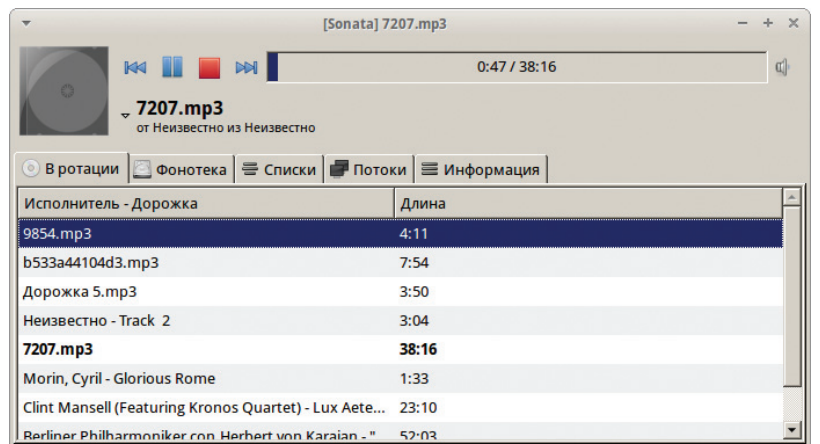 [Sonata] 7207.mp3
0:47 / 38:16
7207.mp3
от Неизвестно из Неизвестно
В ротации Фонотека Списки Потоки Информация
Исполнитель - Дорожка Длина
9854.mp3 4:11
b533a44104d3.mp3 7:54
Дорожка 5.mp3 3:50
Неизвестно - Track 2 3:04
7207.mp3 38:16
Morin, Cyril - Glorious Rome 1:33
Clint Mansell (Featuring Kronos Quartet) - Lux Aete... 23:10
Berliner Philharmoniker con Herbert von Karajan - " 52:03